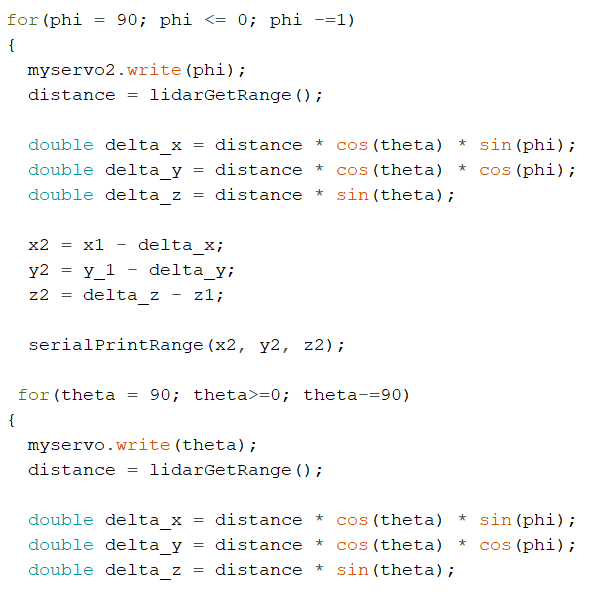 for(phi = 90; phi <= 0; phi -=1)
{
myservo2.write(phi);
distance = lidarGetRange();
double delta_x = distance * cos(theta) * sin(phi);
double delta_y = distance * cos(theta) * cos(phi);
double delta_z = distance * sin(theta);
x2 = x1 - delta_x;
y2 = y_1 - delta_y;
z2 = delta_z - z1;
serialPrintRange(x2, y2, z2);
for(theta = 90; theta>=0; theta-=90)
{
myservo.write(theta);
distance = lidarGetRange();
double delta_x = distance * cos(theta) * sin(phi);
double delta_y = distance * cos(theta) * cos(phi);
double delta_z = distance * sin(theta);